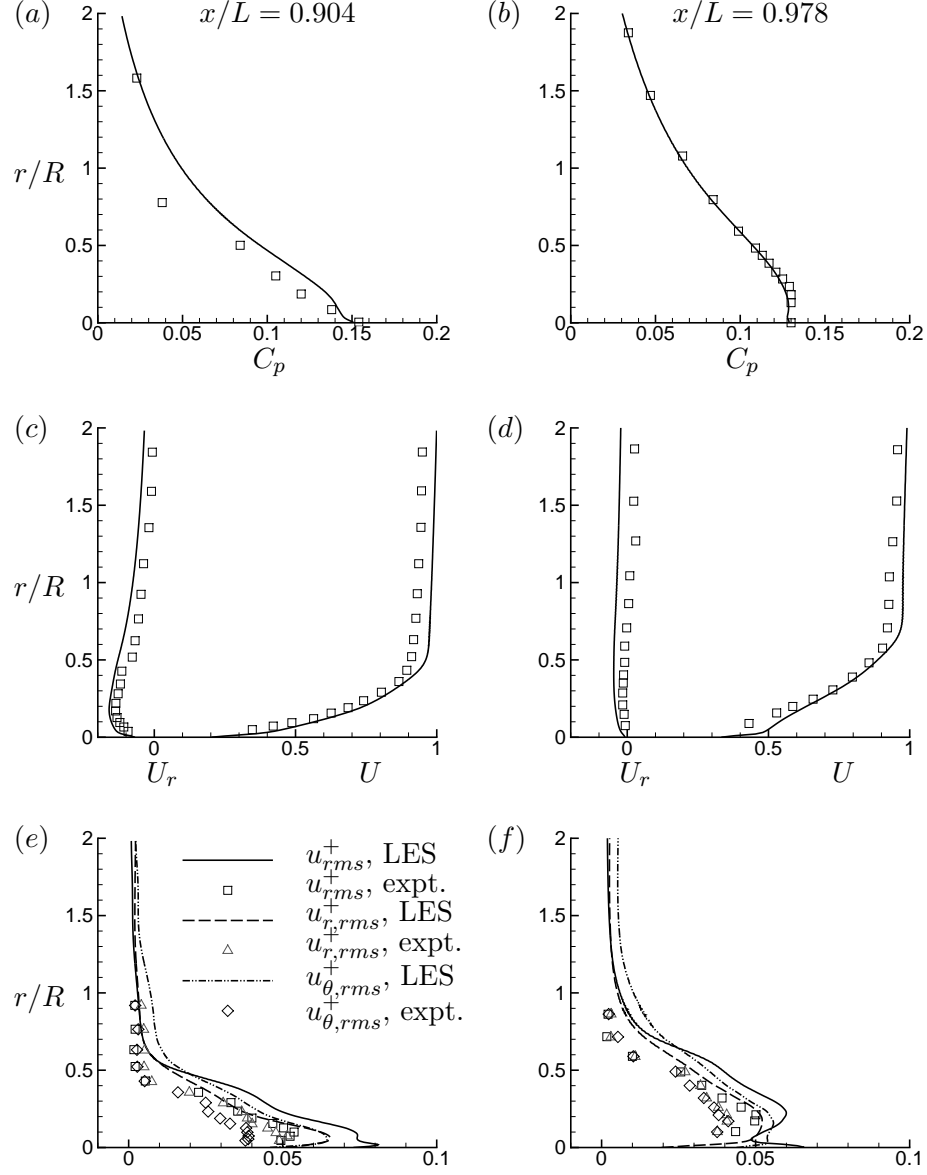 (a) x/L = 0.904
2
1.5
r/R 1
0.5
0
0 0.05 0.1 0.15 0.2
C_p
(b) x/L = 0.978
2
1.5
1
0.5
0
0 0.05 0.1 0.15 0.2
C_p
(c)
2
1.5
r/R 1
0.5
0
0 0.5 1
U_r U
(d)
2
1.5
1
0.5
0
0 0.5 1
U_r U
(e)
2
1.5
r/R 1
0.5
0
0 0.05 0.1
u^+_{rms}, LES
u^+_{rms}, expt.
u^+_{r,rms}, LES
u^+_{r,rms}, expt.
u^+_{θ,rms}, LES
u^+_{θ,rms}, expt.
(f)
2
1.5
1
0.5
0
0 0.05 0.1